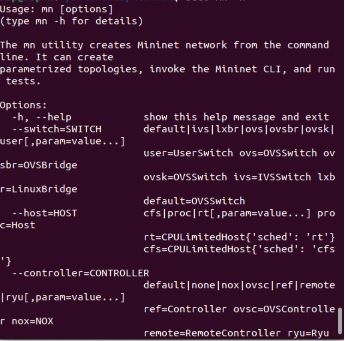 Usage: mn [options]
(type mn -h for details)
The mn utility creates Mininet network from the command
line. It can create
parametrized topologies, invoke the Mininet CLI, and run
 tests.
Options:
  -h, --help            show this help message and exit
  --switch=SWITCH       default|ivs|lxbr|ovs|ovsbr|ovsk|
user[,param=value...]
                        user=UserSwitch ovs=OVSSwitch ov
sbr=OVSBridge
                        ovsk=OVSSwitch ivs=IVSSwitch lxb
r=LinuxBridge
                        default=OVSSwitch
  --host=HOST           cfs|proc|rt[,param=value...] pro
c=Host
                        rt=CPULimitedHost{'sched': 'rt'}
                        cfs=CPULimitedHost{'sched': 'cfs
'}
  --controller=CONTROLLER
                        default|none|nox|ovsc|ref|remote
|ryu[,param=value...]
                        ref=Controller ovsc=OVSControlle
r nox=NOX
                        remote=RemoteController ryu=Ryu